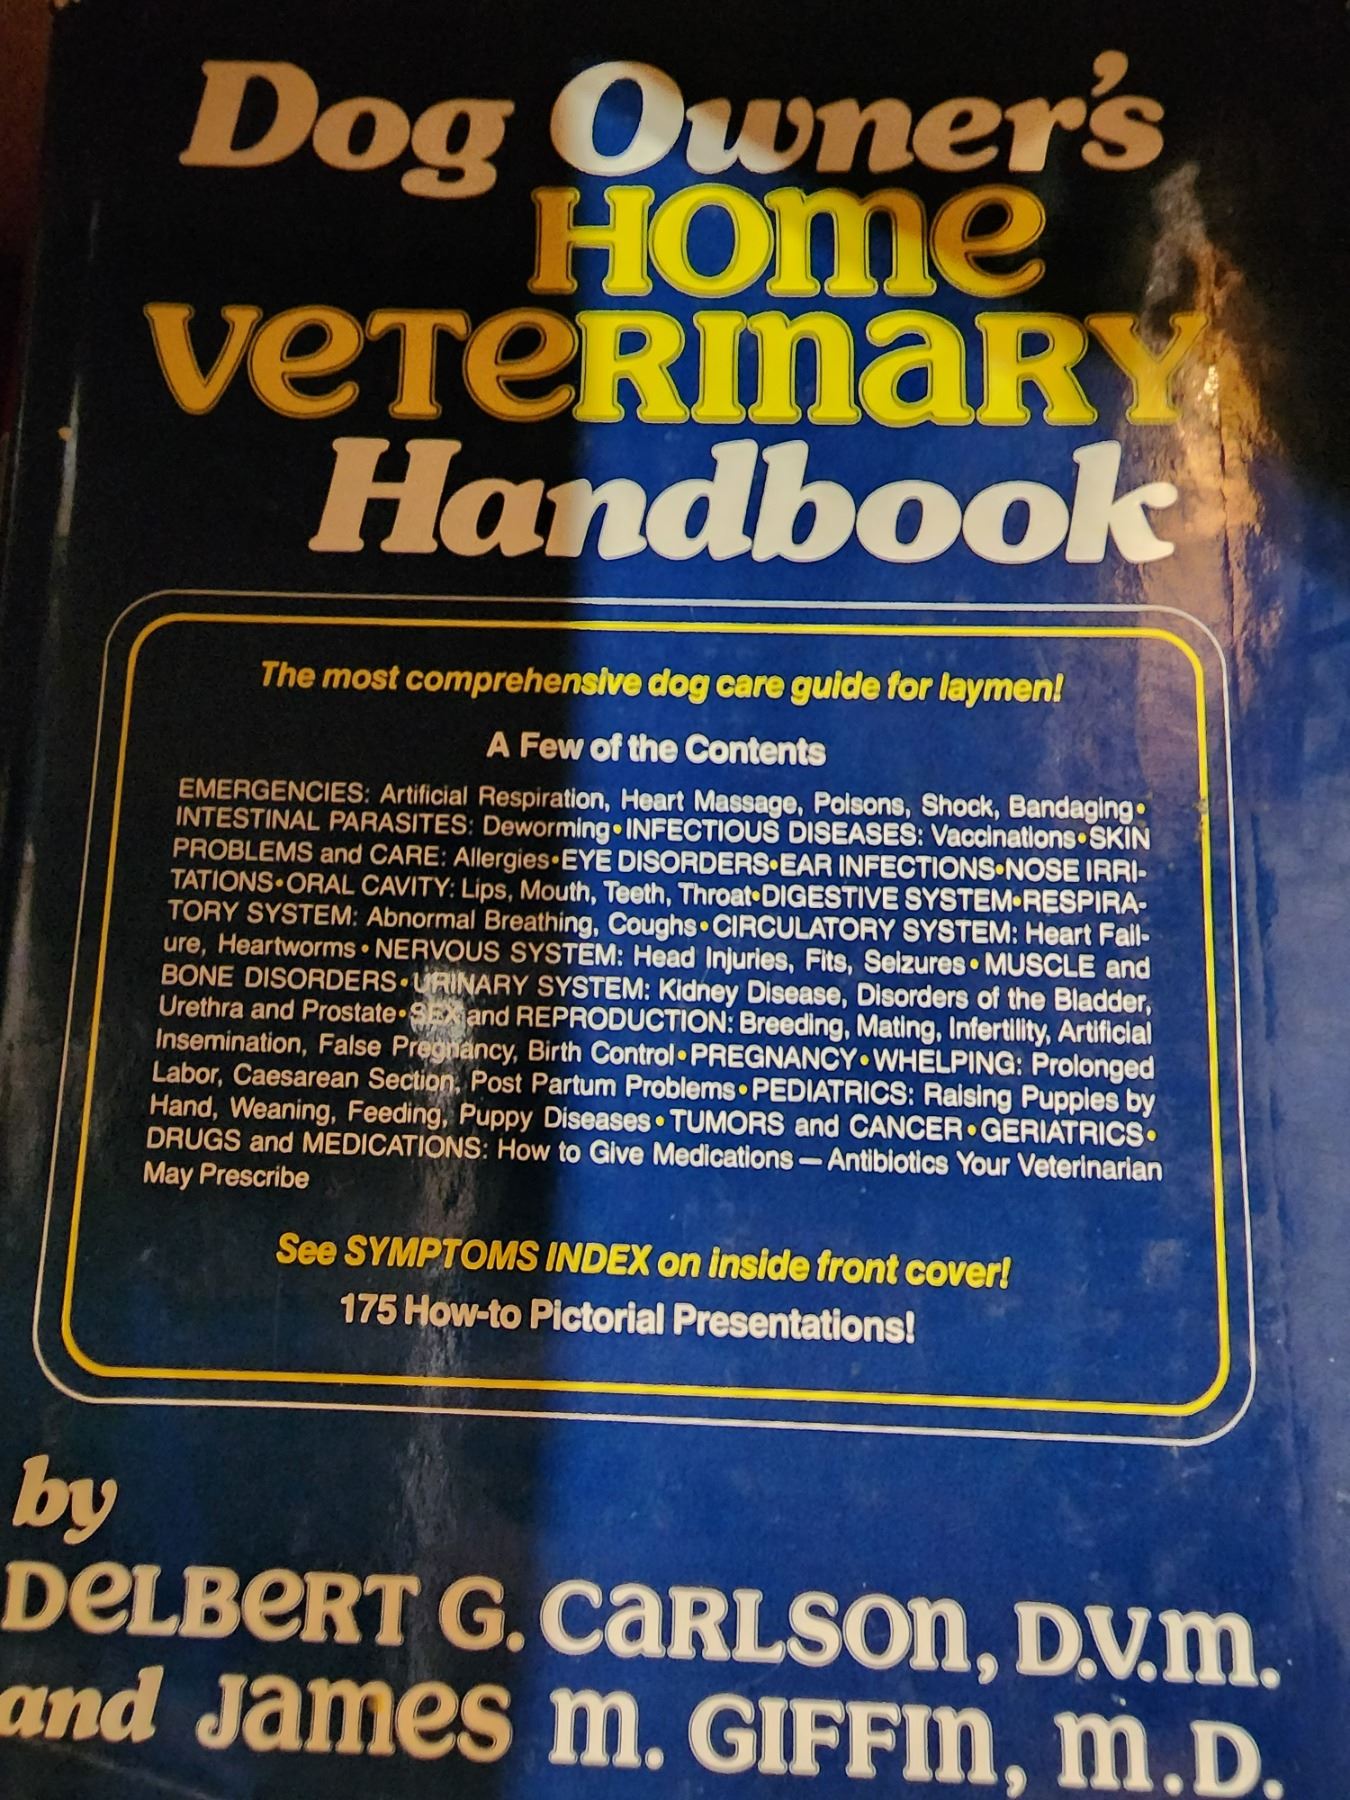 Dog Owner's
HOME
VETERINARY
Handbook
The most comprehensive dog care guide for laymen!
A Few of the Contents
EMERGENCIES: Artificial Respiration, Heart Massage, Poisons, Shock, Bandaging•
INTESTINAL PARASITES: Deworming•INFECTIOUS DISEASES: Vaccinations•SKIN
PROBLEMS and CARE: Allergies•EYE DISORDERS•EAR INFECTIONS•NOSE IRRI-
TATIONS•ORAL CAVITY: Lips, Mouth, Teeth, Throat•DIGESTIVE SYSTEM•RESPIRA-
TORY SYSTEM: Abnormal Breathing, Coughs•CIRCULATORY SYSTEM: Heart Fail-
ure, Heartworms•NERVOUS SYSTEM: Head Injuries, Fits, Seizures•MUSCLE and
BONE DISORDERS•URINARY SYSTEM: Kidney Disease, Disorders of the Bladder,
Urethra and Prostate•SEX and REPRODUCTION: Breeding, Mating, Infertility, Artificial
Insemination, False Pregnancy, Birth Control•PREGNANCY•WHELPING: Prolonged
Labor, Caesarean Section, Post Partum Problems•PEDIATRICS: Raising Puppies by
Hand, Weaning, Feeding, Puppy Diseases•TUMORS and CANCER•GERIATRICS•
DRUGS and MEDICATIONS: How to Give Medications — Antibiotics Your Veterinarian
May Prescribe
See SYMPTOMS INDEX on inside front cover!
175 How-to Pictorial Presentations!
by
DELBERT G. CARLSON, D.V.M.
and JAMES M. GIFFIN, M.D.